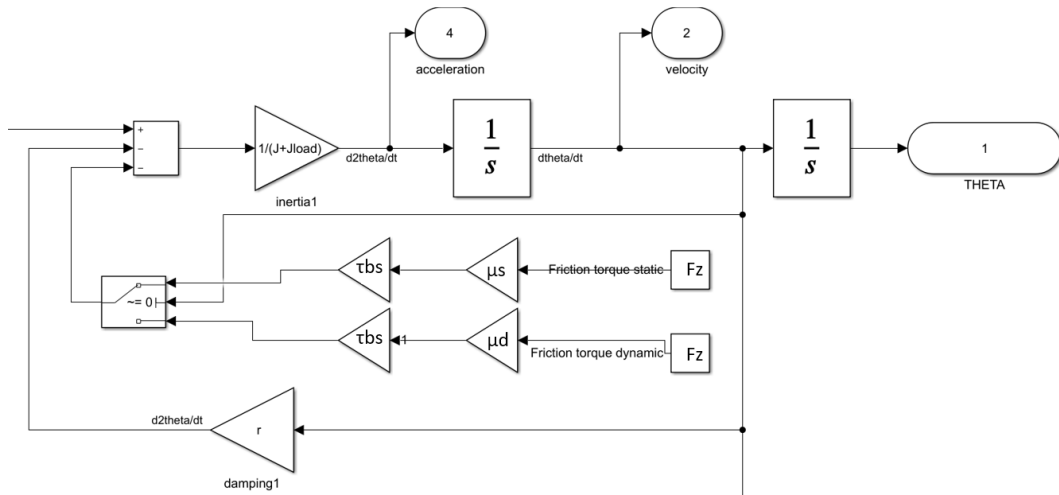 4
acceleration
2
velocity
+
−
−
1/(J+Jload)
d2theta/dt
1
s
dtheta/dt
1
s
1
THETA
inertia1
τbs
μs
Friction torque static
Fz
~= 0
τbs
1
μd
Friction torque dynamic
Fz
d2theta/dt
r
damping1